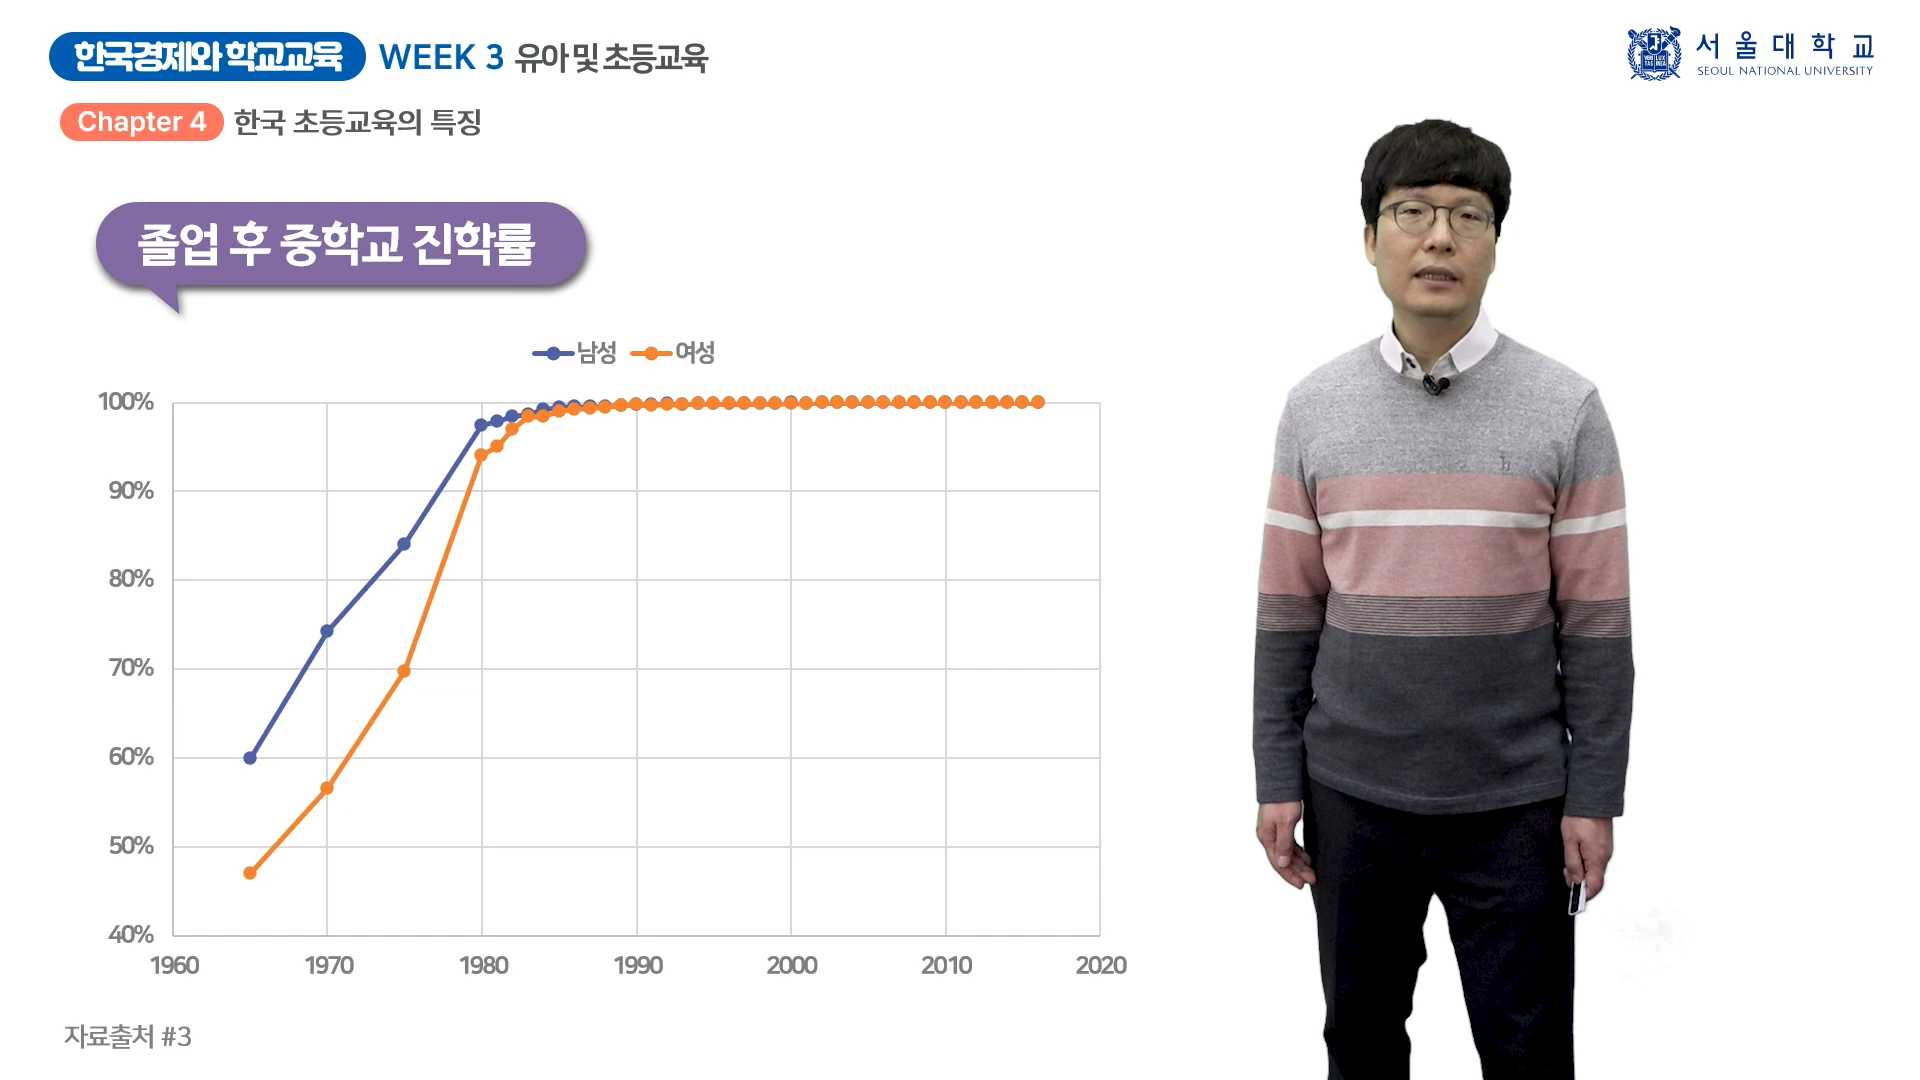 한국경제와 학교교육 WEEK 3 유아 및 초등교육
서울대학교
SEOUL NATIONAL UNIVERSITY
Chapter 4 한국 초등교육의 특징
졸업 후 중학교 진학률
남성 여성
100%
90%
80%
70%
60%
50%
40%
1960 1970 1980 1990 2000 2010 2020
자료출처 #3